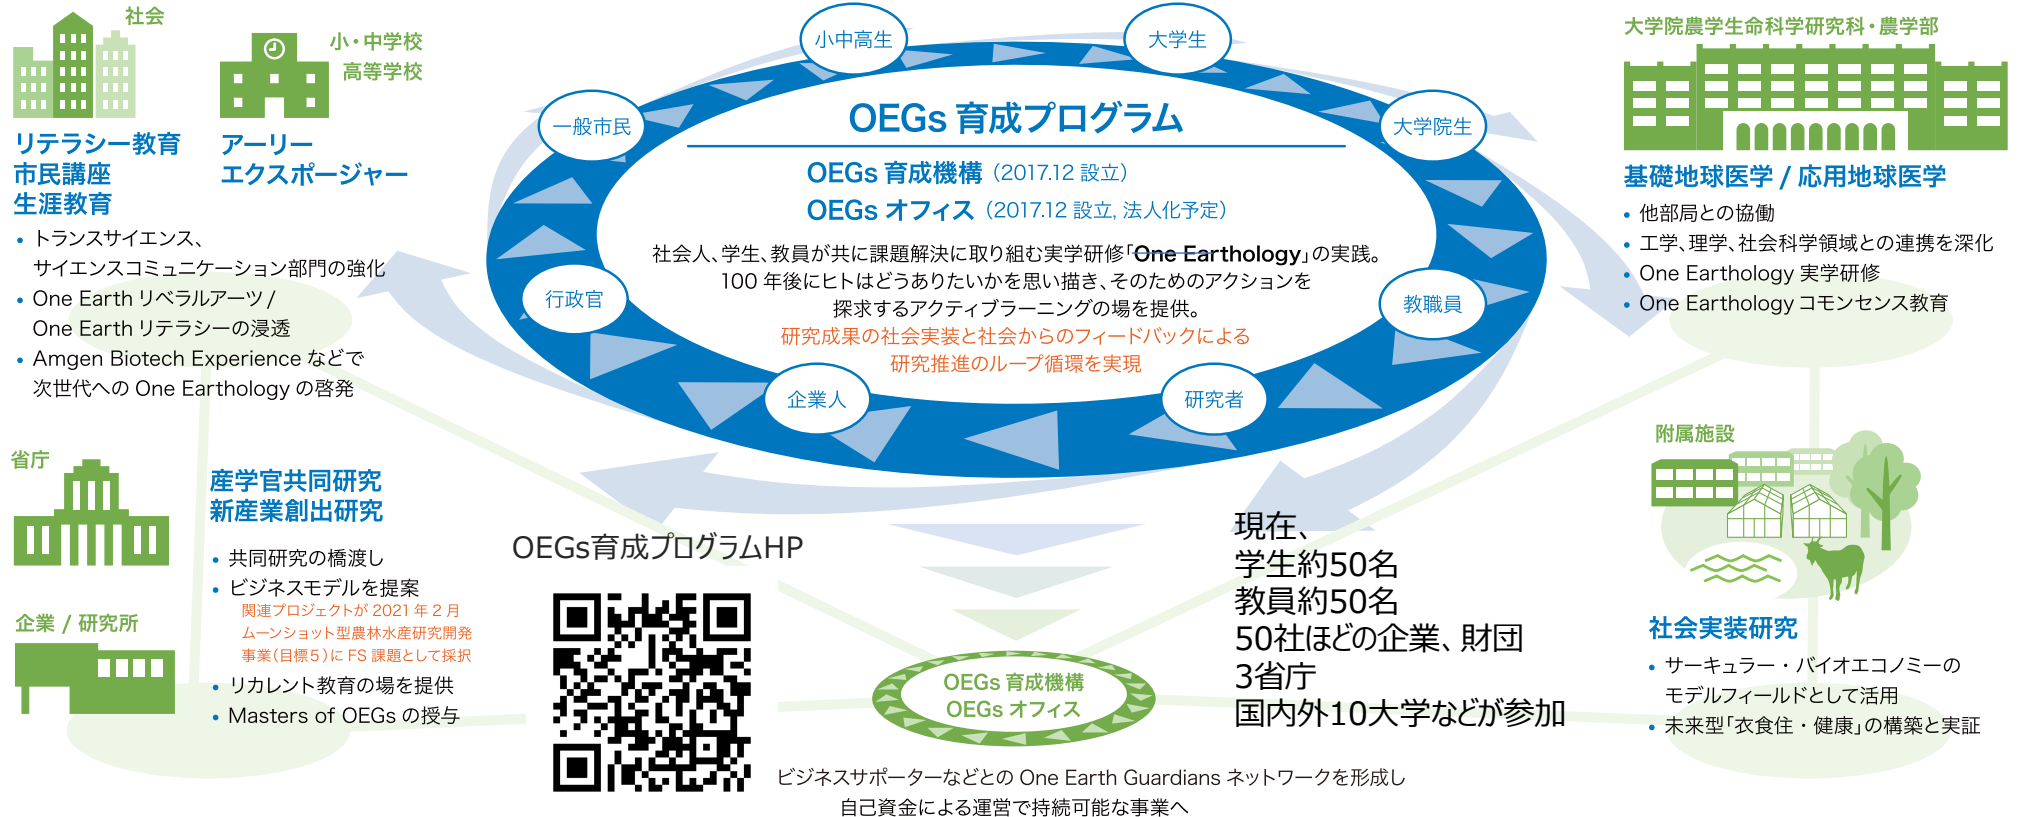 社会
小・中学校
高等学校
リテラシー教育
市民講座
生涯教育
アーリー
エクスポージャー
• トランスサイエンス、
サイエンスコミュニケーション部門の強化
• One Earth リベラルアーツ /
One Earth リテラシーの浸透
• Amgen Biotech Experience などで
次世代への One Earthology の啓発
省庁
産学官共同研究
新産業創出研究
• 共同研究の橋渡し
• ビジネスモデルを提案
関連プロジェクトが 2021 年 2 月
ムーンショット型農林水産研究開発
事業(目標5)に FS 課題として採択
• リカレント教育の場を提供
• Masters of OEGs の授与
企業 / 研究所
小中高生
大学生
一般市民
大学院生
行政官
教職員
企業人
研究者
OEGs 育成プログラム
OEGs 育成機構(2017.12 設立)
OEGs オフィス(2017.12 設立, 法人化予定)
社会人、学生、教員が共に課題解決に取り組む実学研修「One Earthology」の実践。
100 年後にヒトはどうありたいかを思い描き、そのためのアクションを
探求するアクティブラーニングの場を提供。
研究成果の社会実装と社会からのフィードバックによる
研究推進のループ循環を実現
OEGs育成プログラムHP
現在、
学生約50名
教員約50名
50社ほどの企業、財団
3省庁
国内外10大学などが参加
OEGs 育成機構
OEGs オフィス
ビジネスサポーターなどとの One Earth Guardians ネットワークを形成し
自己資金による運営で持続可能な事業へ
大学院農学生命科学研究科・農学部
基礎地球医学 / 応用地球医学
• 他部局との協働
• 工学、理学、社会科学領域との連携を深化
• One Earthology 実学研修
• One Earthology コモンセンス教育
附属施設
社会実装研究
• サーキュラー・バイオエコノミーの
モデルフィールドとして活用
• 未来型「衣食住・健康」の構築と実証